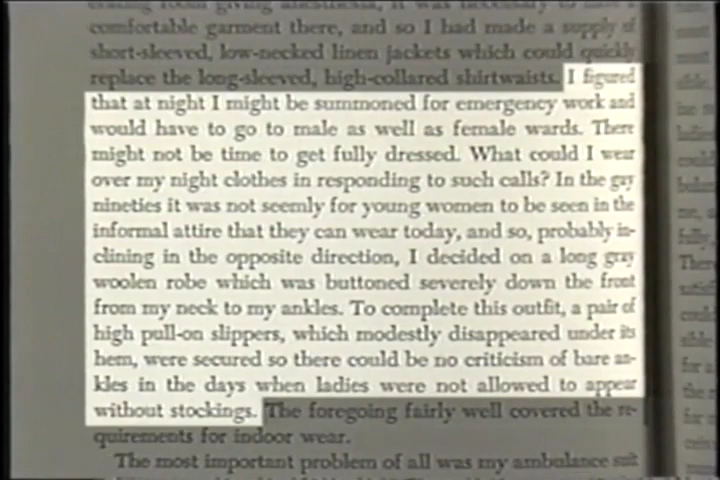 comfortable garment there, and so I had made a supply of
short-sleeved, low-necked linen jackets which could quickly
replace the long-sleeved, high-collared shirtwaists. I figured
that at night I might be summoned for emergency work and
would have to go to male as well as female wards. There
might not be time to get fully dressed. What could I wear
over my night clothes in responding to such calls? In the gay
nineties it was not seemly for young women to be seen in the
informal attire that they can wear today, and so, probably in-
clining in the opposite direction, I decided on a long gray
woolen robe which was buttoned severely down the front
from my neck to my ankles. To complete this outfit, a pair of
high pull-on slippers, which modestly disappeared under its
hem, were secured so there could be no criticism of bare an-
kles in the days when ladies were not allowed to appear
without stockings. The foregoing fairly well covered the re-
quirements for indoor wear.
The most important problem of all was my ambulance suit